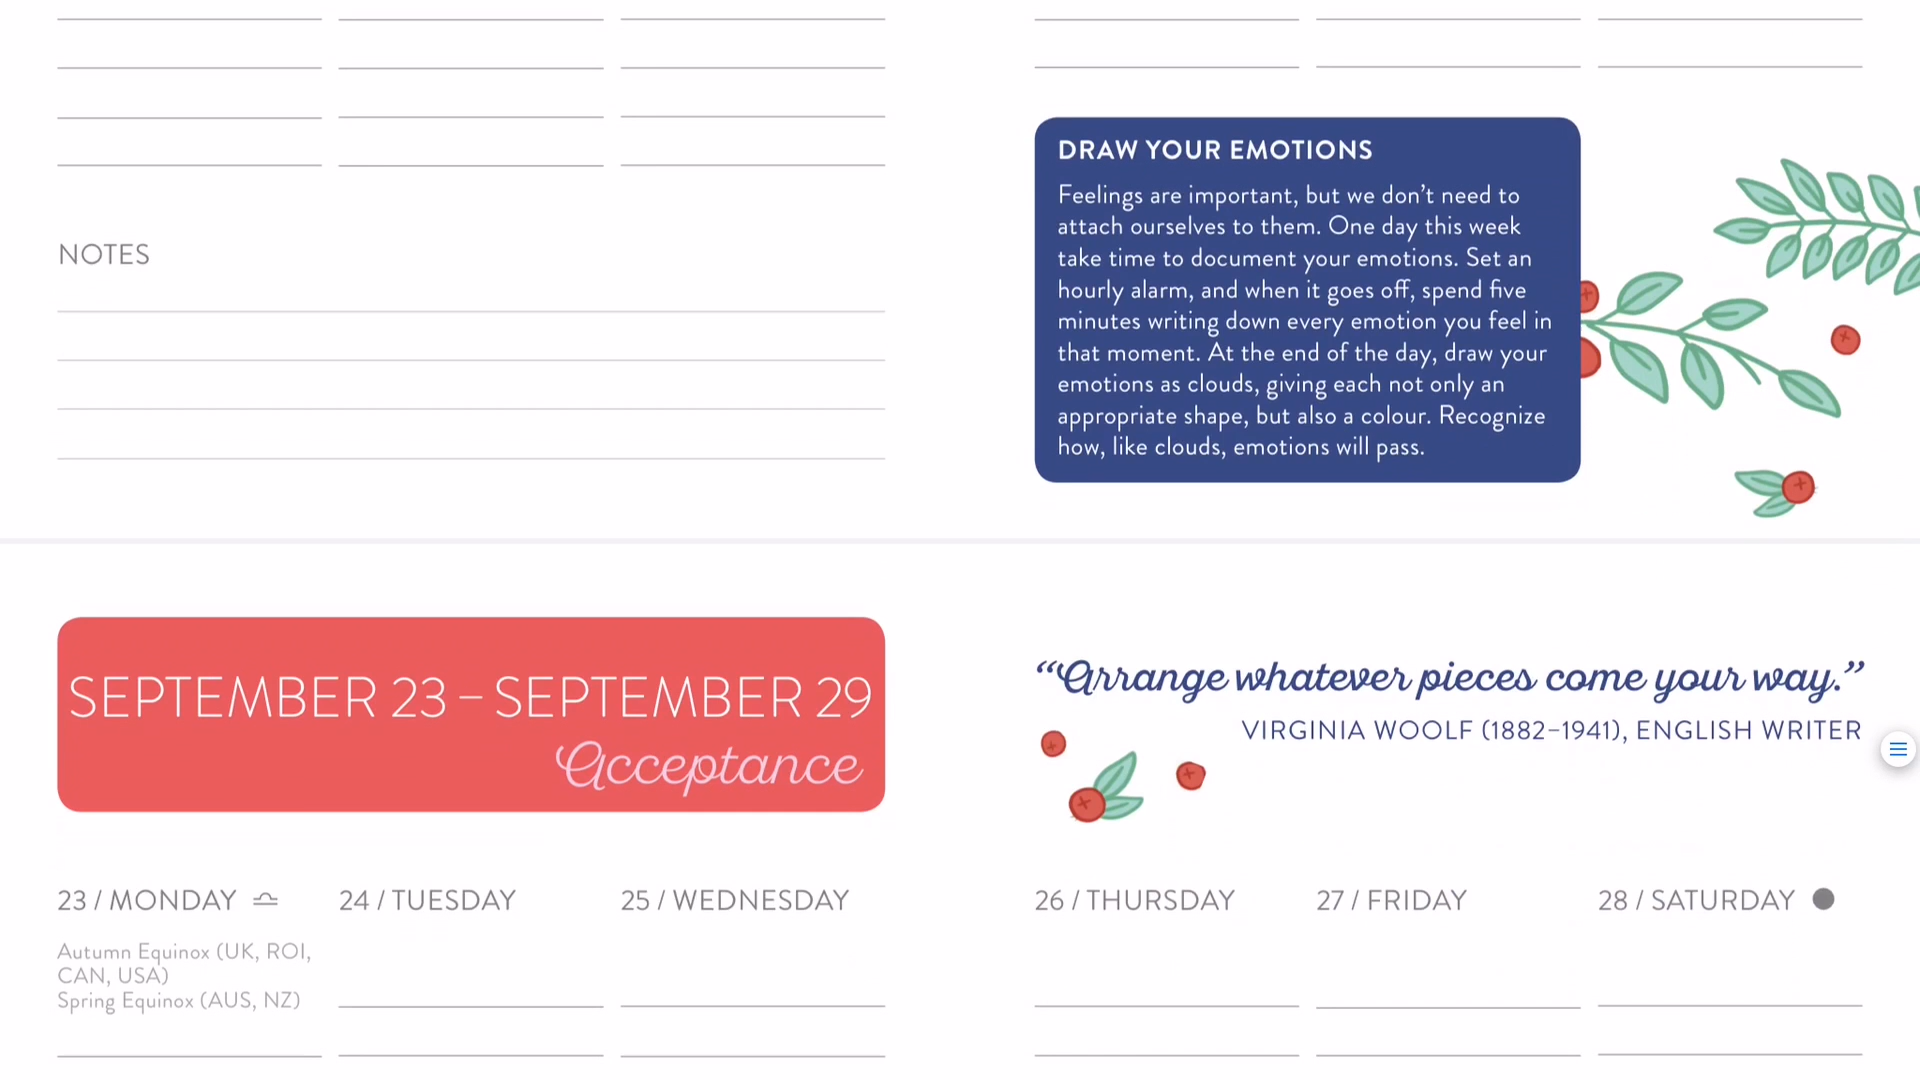 NOTES
DRAW YOUR EMOTIONS
Feelings are important, but we don’t need to
attach ourselves to them. One day this week
take time to document your emotions. Set an
hourly alarm, and when it goes off, spend five
minutes writing down every emotion you feel in
that moment. At the end of the day, draw your
emotions as clouds, giving each not only an
appropriate shape, but also a colour. Recognize
how, like clouds, emotions will pass.
SEPTEMBER 23 – SEPTEMBER 29
Acceptance
“Arrange whatever pieces come your way.”
VIRGINIA WOOLF (1882–1941), ENGLISH WRITER
23 / MONDAY ♎︎
Autumn Equinox (UK, ROI,
CAN, USA)
Spring Equinox (AUS, NZ)
24 / TUESDAY
25 / WEDNESDAY
26 / THURSDAY
27 / FRIDAY
28 / SATURDAY